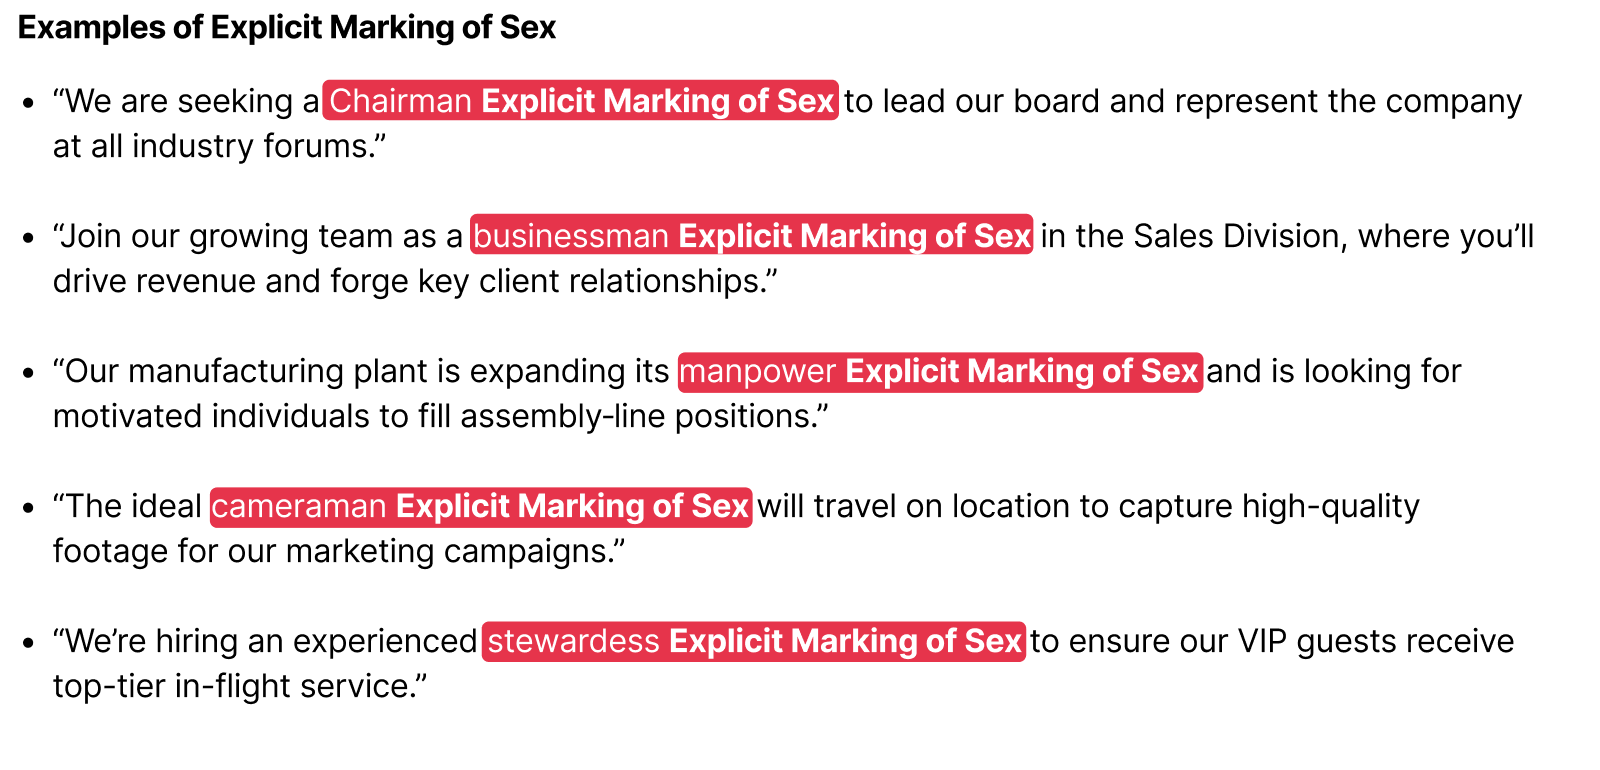 Examples of Explicit Marking of Sex
• “We are seeking a Chairman Explicit Marking of Sex to lead our board and represent the company
at all industry forums.”
• “Join our growing team as a businessman Explicit Marking of Sex in the Sales Division, where you’ll
drive revenue and forge key client relationships.”
• “Our manufacturing plant is expanding its manpower Explicit Marking of Sex and is looking for
motivated individuals to fill assembly-line positions.”
• “The ideal cameraman Explicit Marking of Sex will travel on location to capture high-quality
footage for our marketing campaigns.”
• “We’re hiring an experienced stewardess Explicit Marking of Sex to ensure our VIP guests receive
top-tier in-flight service.”